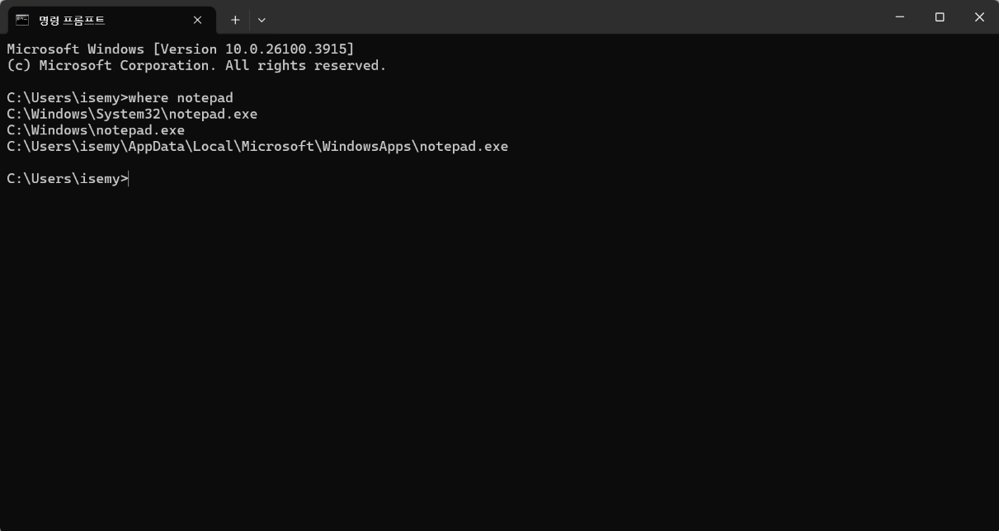 명령 프롬프트
Microsoft Windows [Version 10.0.26100.3915]
(c) Microsoft Corporation. All rights reserved.
C:\Users\isemy>where notepad
C:\Windows\System32\notepad.exe
C:\Windows\notepad.exe
C:\Users\isemy\AppData\Local\Microsoft\WindowsApps\notepad.exe
C:\Users\isemy>